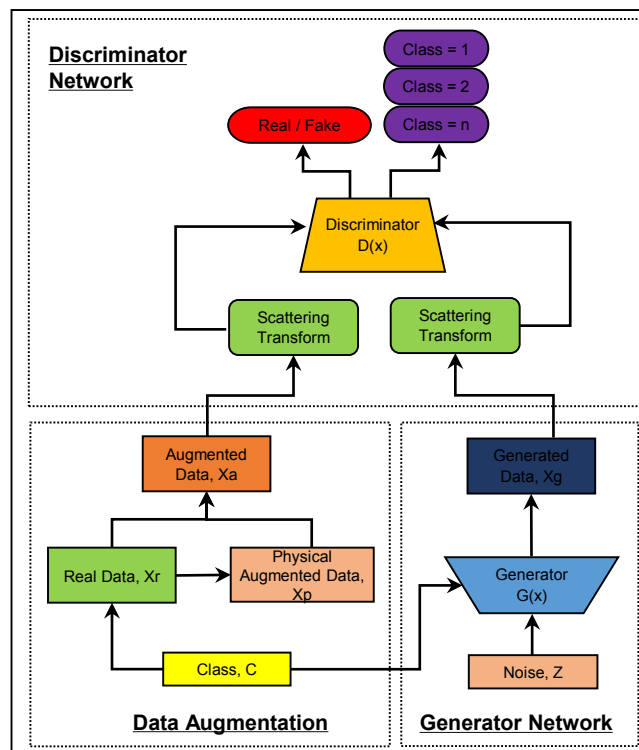 Discriminator
Network
Class = 1
Class = 2
Class = n
Real / Fake
Discriminator
D(x)
Scattering
Transform
Scattering
Transform
Augmented
Data, Xa
Generated
Data, Xg
Real Data, Xr
Physical
Augmented Data,
Xp
Generator
G(x)
Class, C
Noise, Z
Data Augmentation
Generator Network